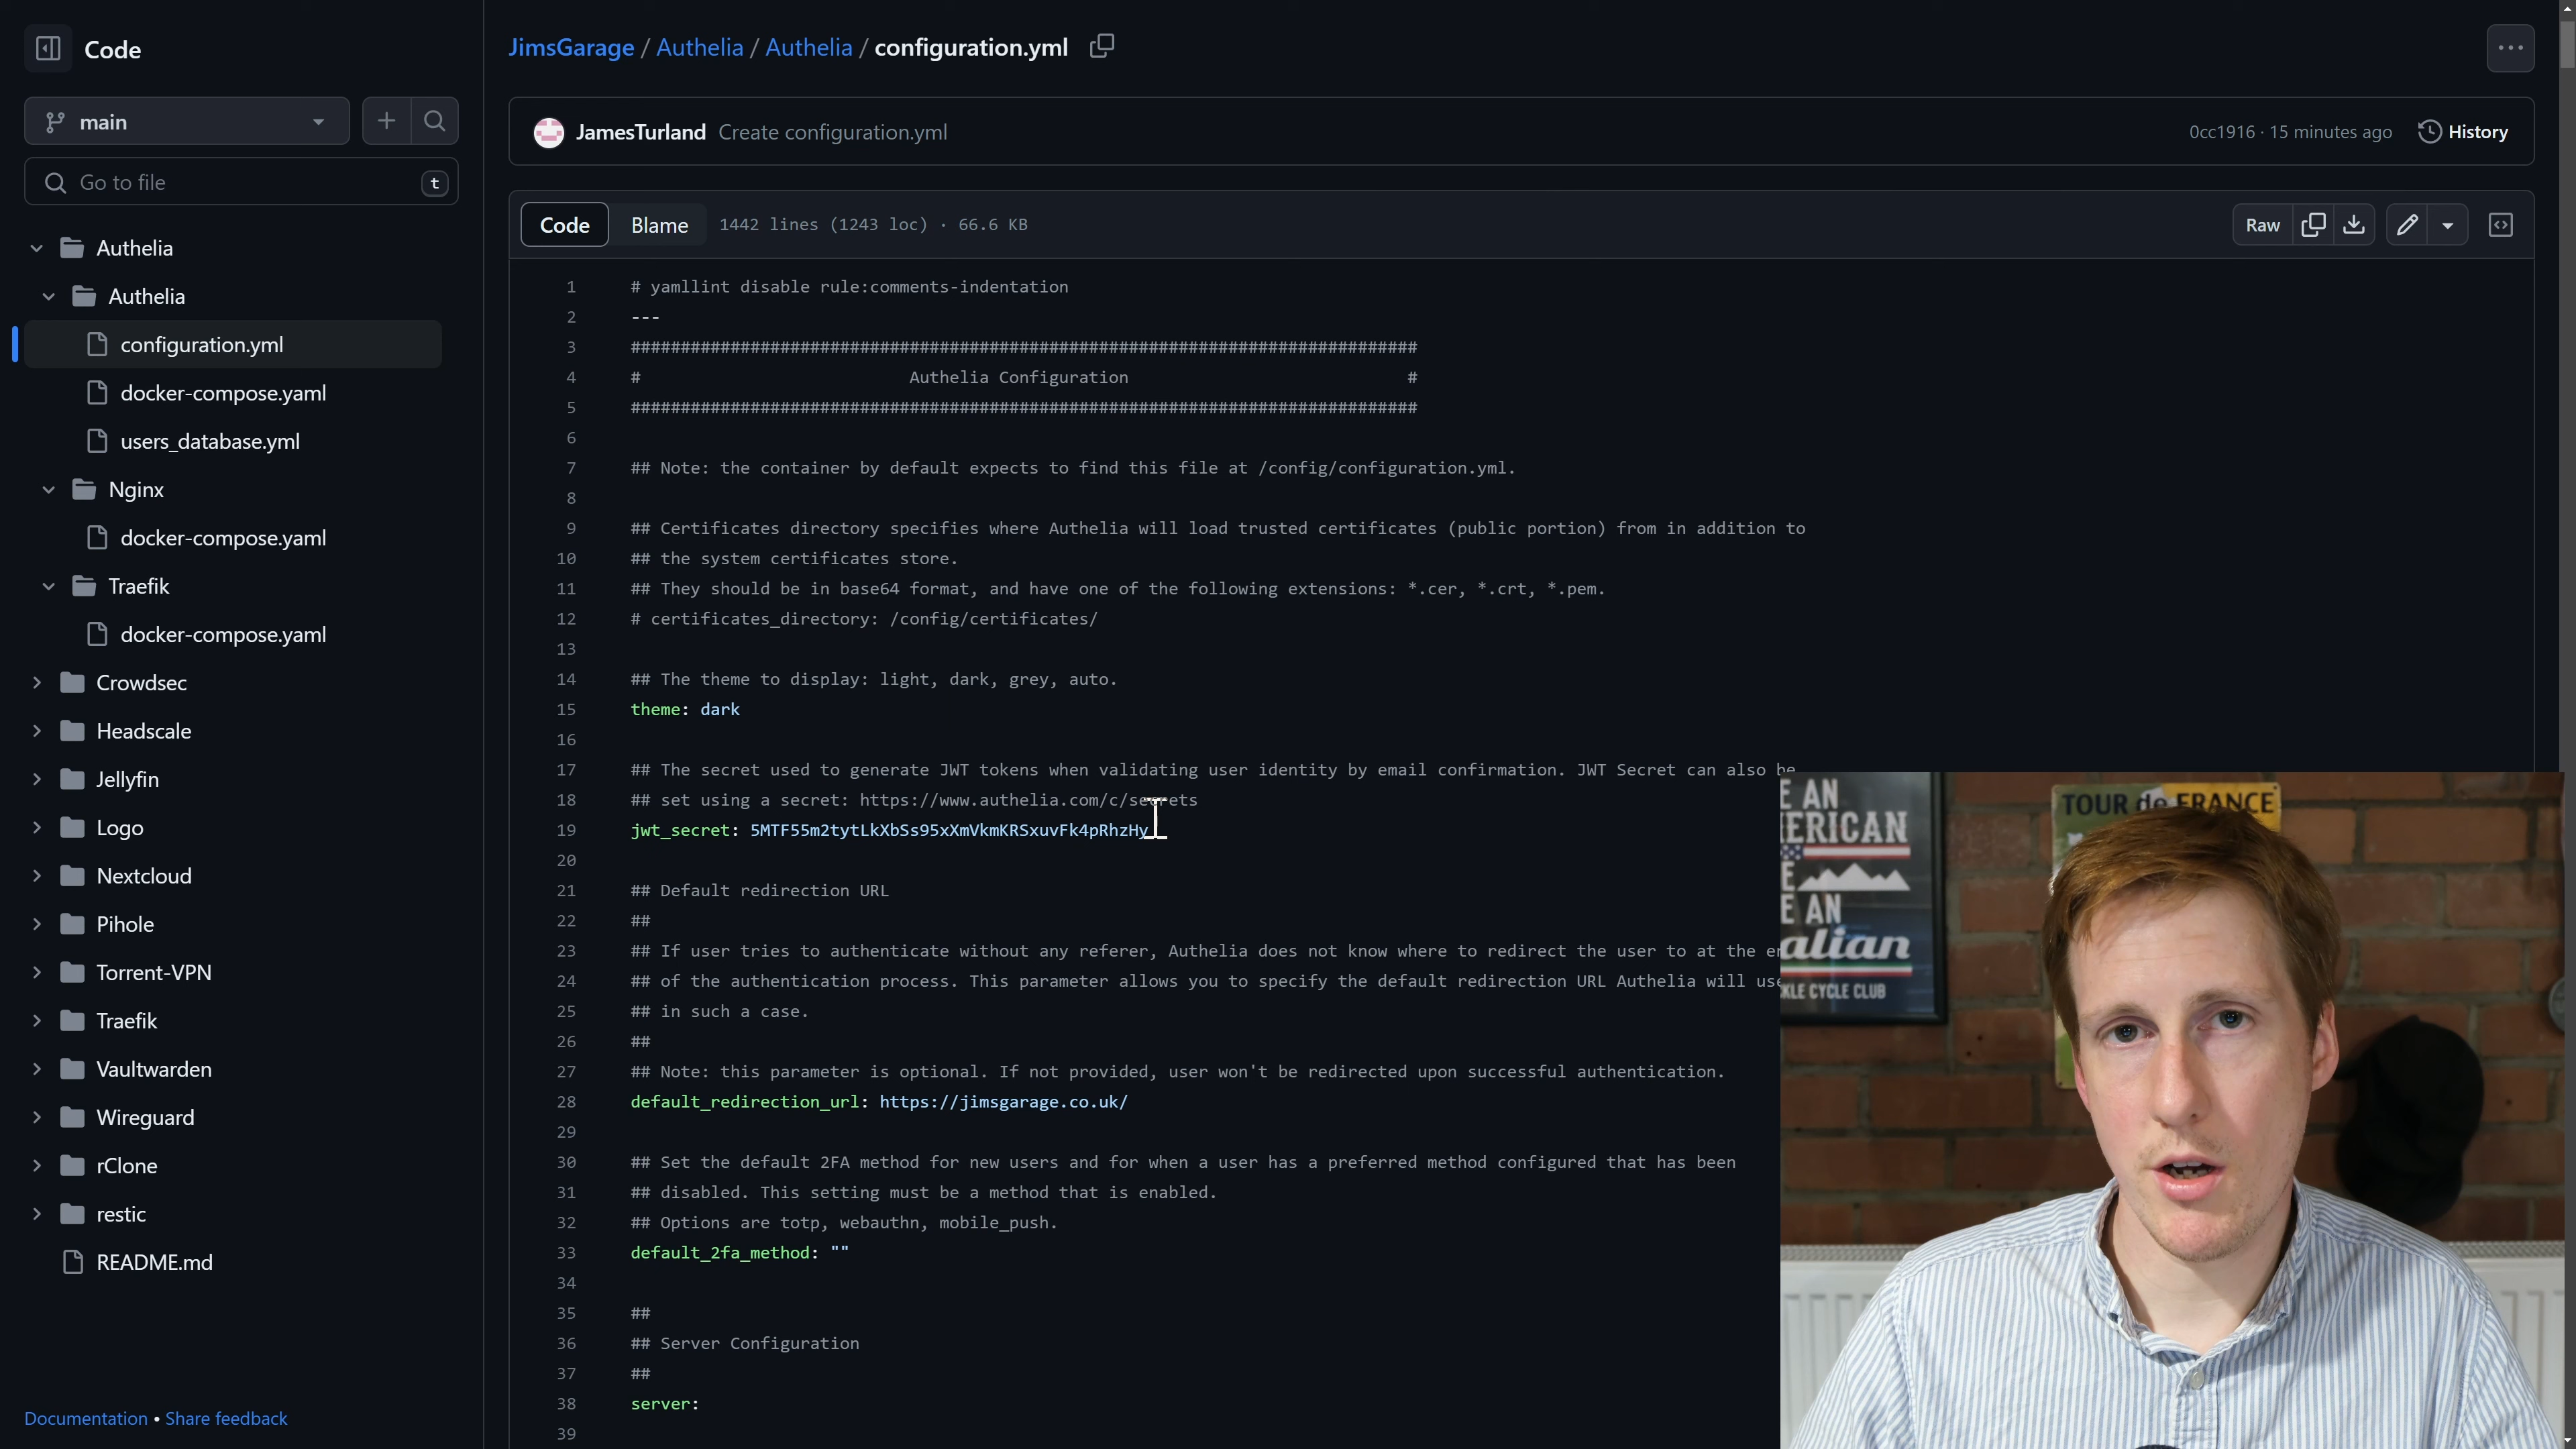 Code
main
Go to file
t
Authelia
Authelia
configuration.yml
docker-compose.yaml
users_database.yml
Nginx
docker-compose.yaml
Traefik
docker-compose.yaml
Crowdsec
Headscale
Jellyfin
Logo
Nextcloud
Pihole
Torrent-VPN
Traefik
Vaultwarden
Wireguard
rClone
restic
README.md
Documentation • Share feedback
JimsGarage / Authelia / Authelia / configuration.yml
JamesTurland Create configuration.yml
0cc1916 · 15 minutes ago
History
Code Blame 1442 lines (1243 loc) · 66.6 KB
Raw
1 # yamllint disable rule:comments-indentation
2 ---
3 ###############################################################################
4 # Authelia Configuration #
5 ###############################################################################
6
7 ## Note: the container by default expects to find this file at /config/configuration.yml.
8
9 ## Certificates directory specifies where Authelia will load trusted certificates (public portion) from in addition to
10 ## the system certificates store.
11 ## They should be in base64 format, and have one of the following extensions: *.cer, *.crt, *.pem.
12 # certificates_directory: /config/certificates/
13
14 ## The theme to display: light, dark, grey, auto.
15 theme: dark
16
17 ## The secret used to generate JWT tokens when validating user identity by email confirmation. JWT Secret can also be
18 ## set using a secret: https://www.authelia.com/c/secrets
19 jwt_secret: 5MTF55m2tytLkXbSs95xXmVkmKRSxuvFk4pRhzHy
20
21 ## Default redirection URL
22 ##
23 ## If user tries to authenticate without any referer, Authelia does not know where to redirect the user to at the en
24 ## of the authentication process. This parameter allows you to specify the default redirection URL Authelia will use
25 ## in such a case.
26 ##
27 ## Note: this parameter is optional. If not provided, user won't be redirected upon successful authentication.
28 default_redirection_url: https://jimsgarage.co.uk/
29
30 ## Set the default 2FA method for new users and for when a user has a preferred method configured that has been
31 ## disabled. This setting must be a method that is enabled.
32 ## Options are totp, webauthn, mobile_push.
33 default_2fa_method: ""
34
35 ##
36 ## Server Configuration
37 ##
38 server:
39
E AN
ERICAN
E
E AN
alian
KLE CYCLE CLUB
TOUR de FRANCE